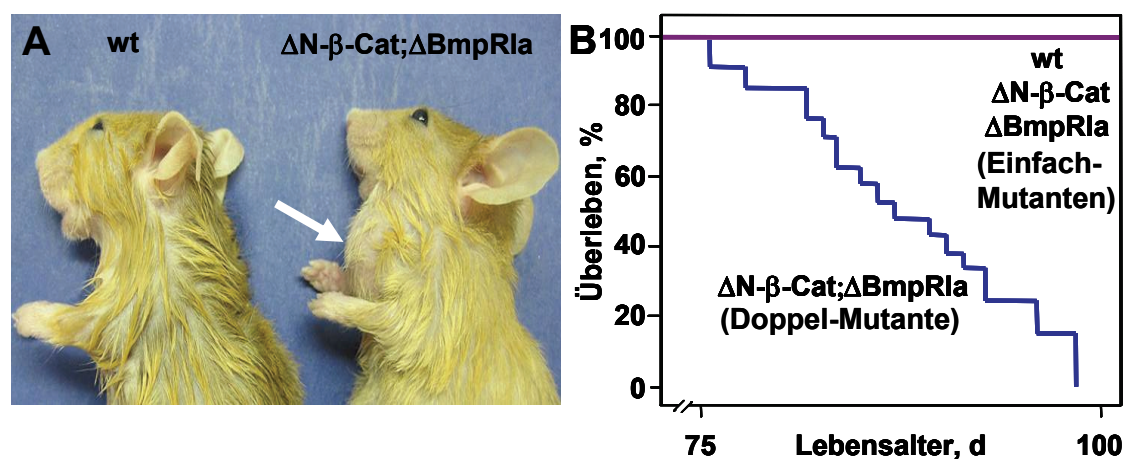 A
wt
ΔN-β-Cat;ΔBmpRIa
B
100
80
60
40
20
0
Überleben, %
wt
ΔN-β-Cat
ΔBmpRIa
(Einfach-
Mutanten)
ΔN-β-Cat;ΔBmpRIa
(Doppel-Mutante)
75
Lebensalter, d
100